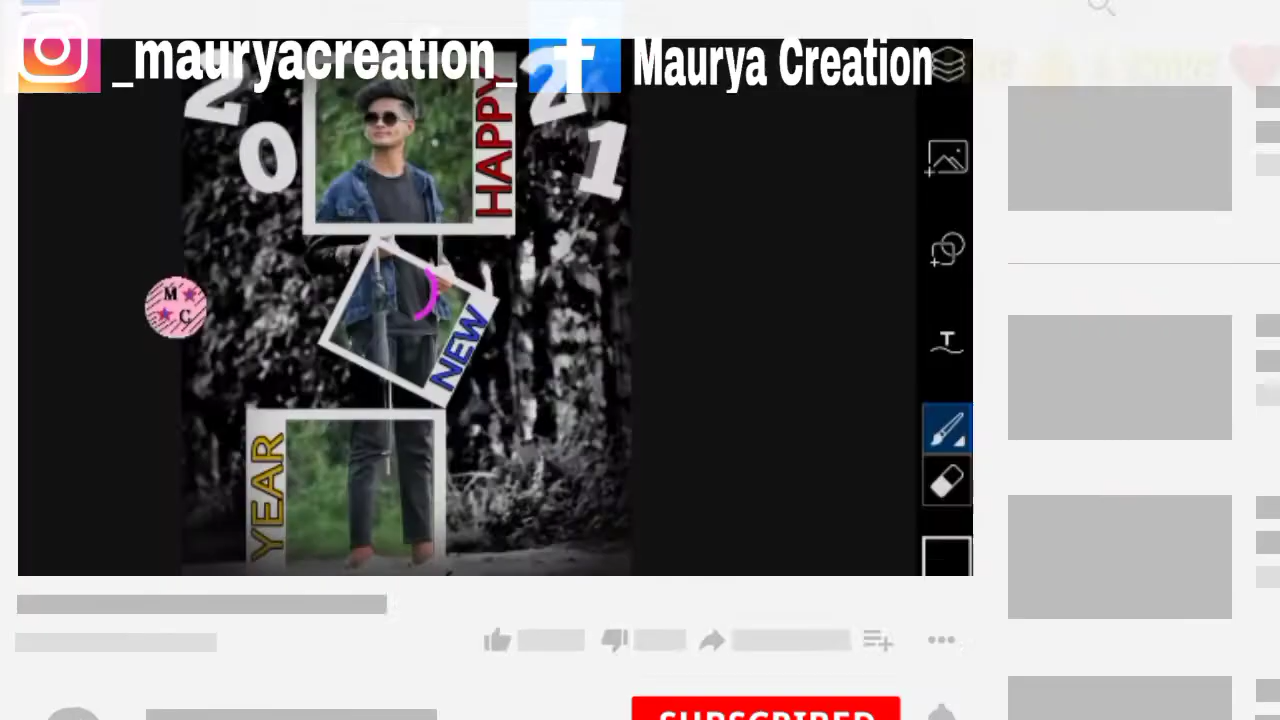 _mauryacreation_
Maurya Creation
2
0
2
1
HAPPY
NEW
YEAR
M
C
T
SUBSCRIBED